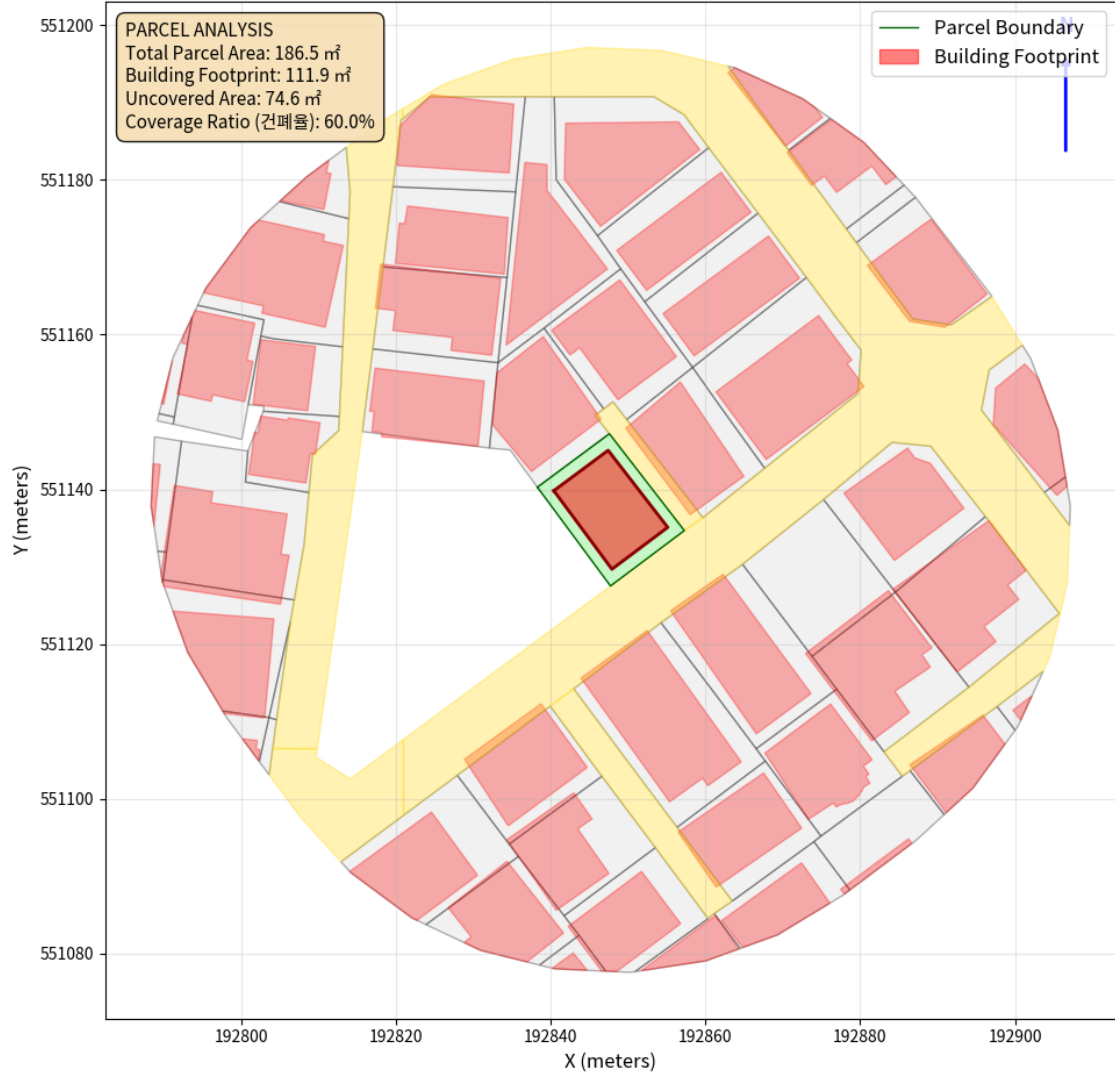 PARCEL ANALYSIS
Total Parcel Area: 186.5 ㎡
Building Footprint: 111.9 ㎡
Uncovered Area: 74.6 ㎡
Coverage Ratio (건폐율): 60.0%
Parcel Boundary
Building Footprint
N
551200
551180
551160
551140
551120
551100
551080
Y (meters)
192800
192820
192840
192860
192880
192900
X (meters)